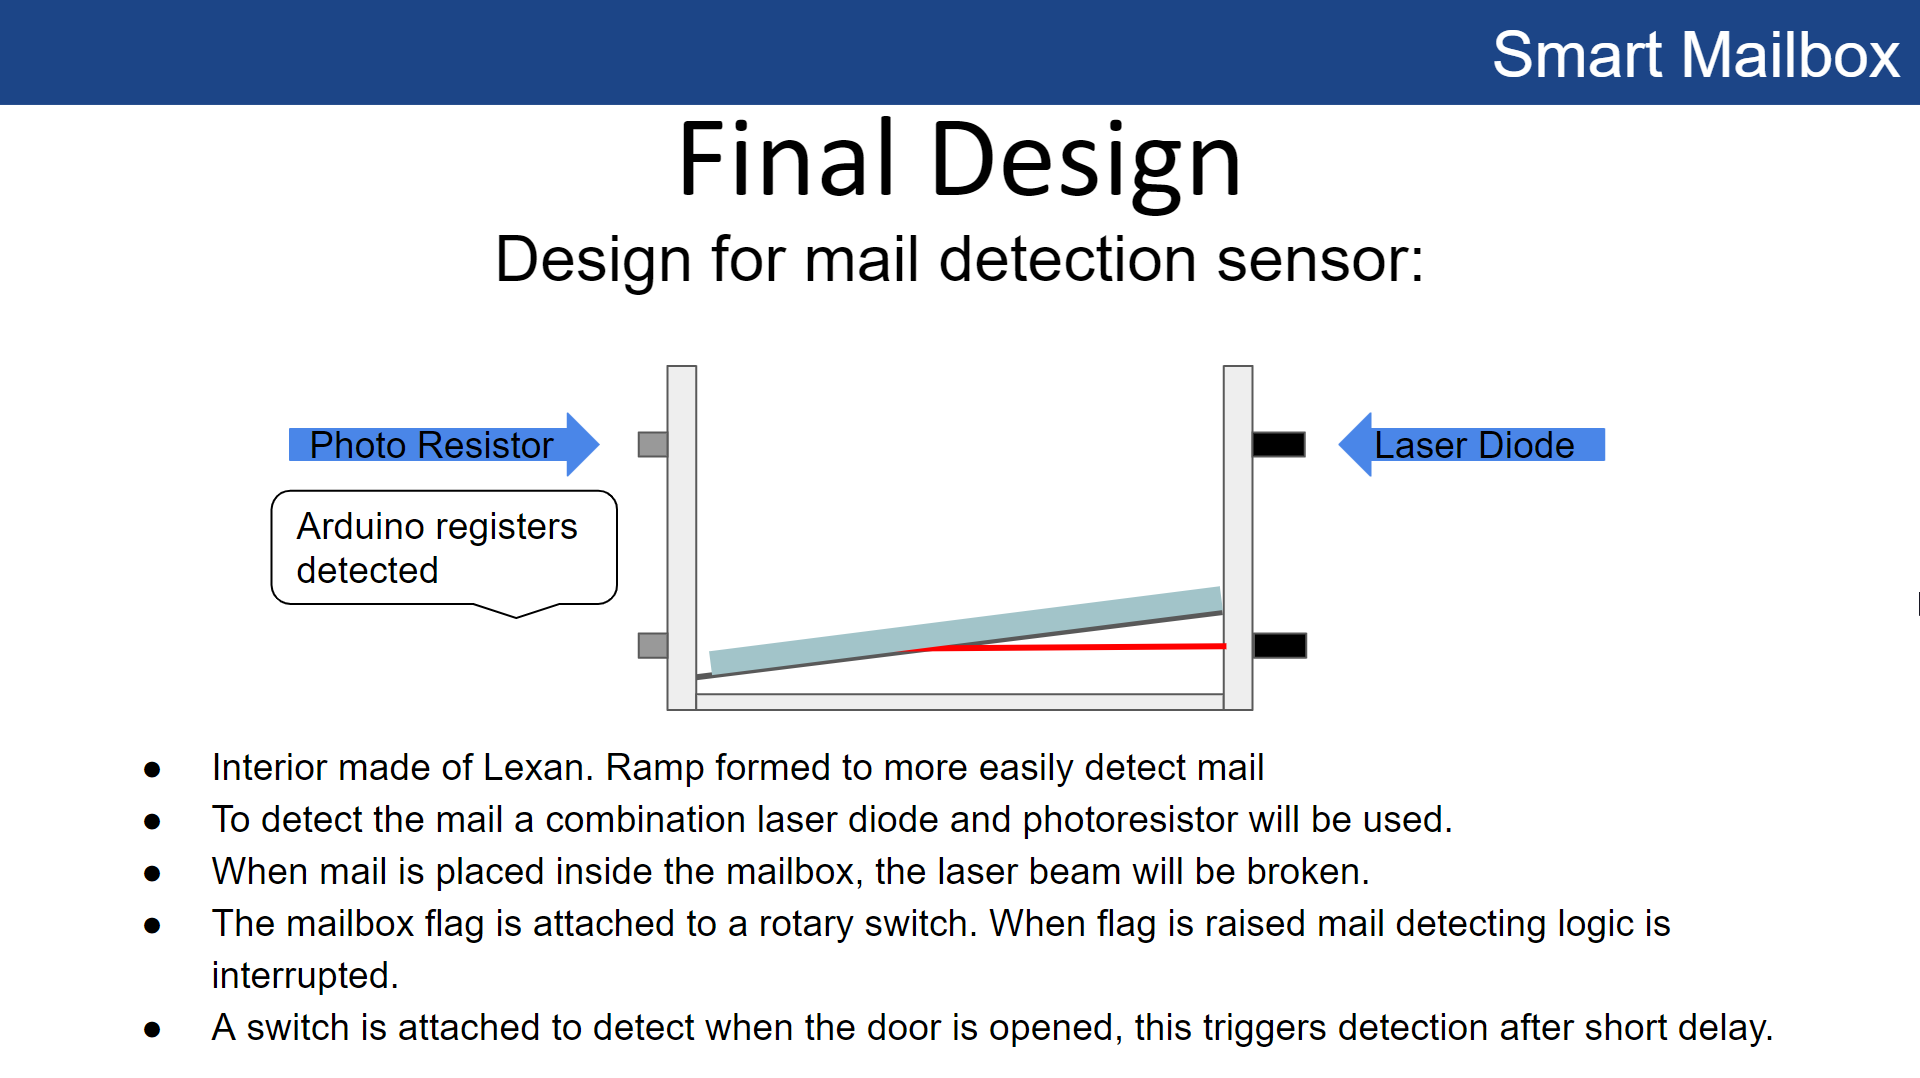 Smart Mailbox
Final Design
Design for mail detection sensor:
Photo Resistor
Laser Diode
Arduino registers
detected
● Interior made of Lexan. Ramp formed to more easily detect mail
● To detect the mail a combination laser diode and photoresistor will be used.
● When mail is placed inside the mailbox, the laser beam will be broken.
● The mailbox flag is attached to a rotary switch. When flag is raised mail detecting logic is
interrupted.
● A switch is attached to detect when the door is opened, this triggers detection after short delay.